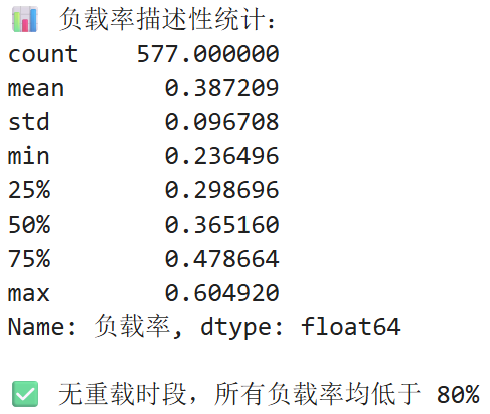 📊 负载率描述性统计：
count    577.000000
mean       0.387209
std        0.096708
min        0.236496
25%        0.298696
50%        0.365160
75%        0.478664
max        0.604920
Name: 负载率, dtype: float64
✅ 无重载时段，所有负载率均低于 80%